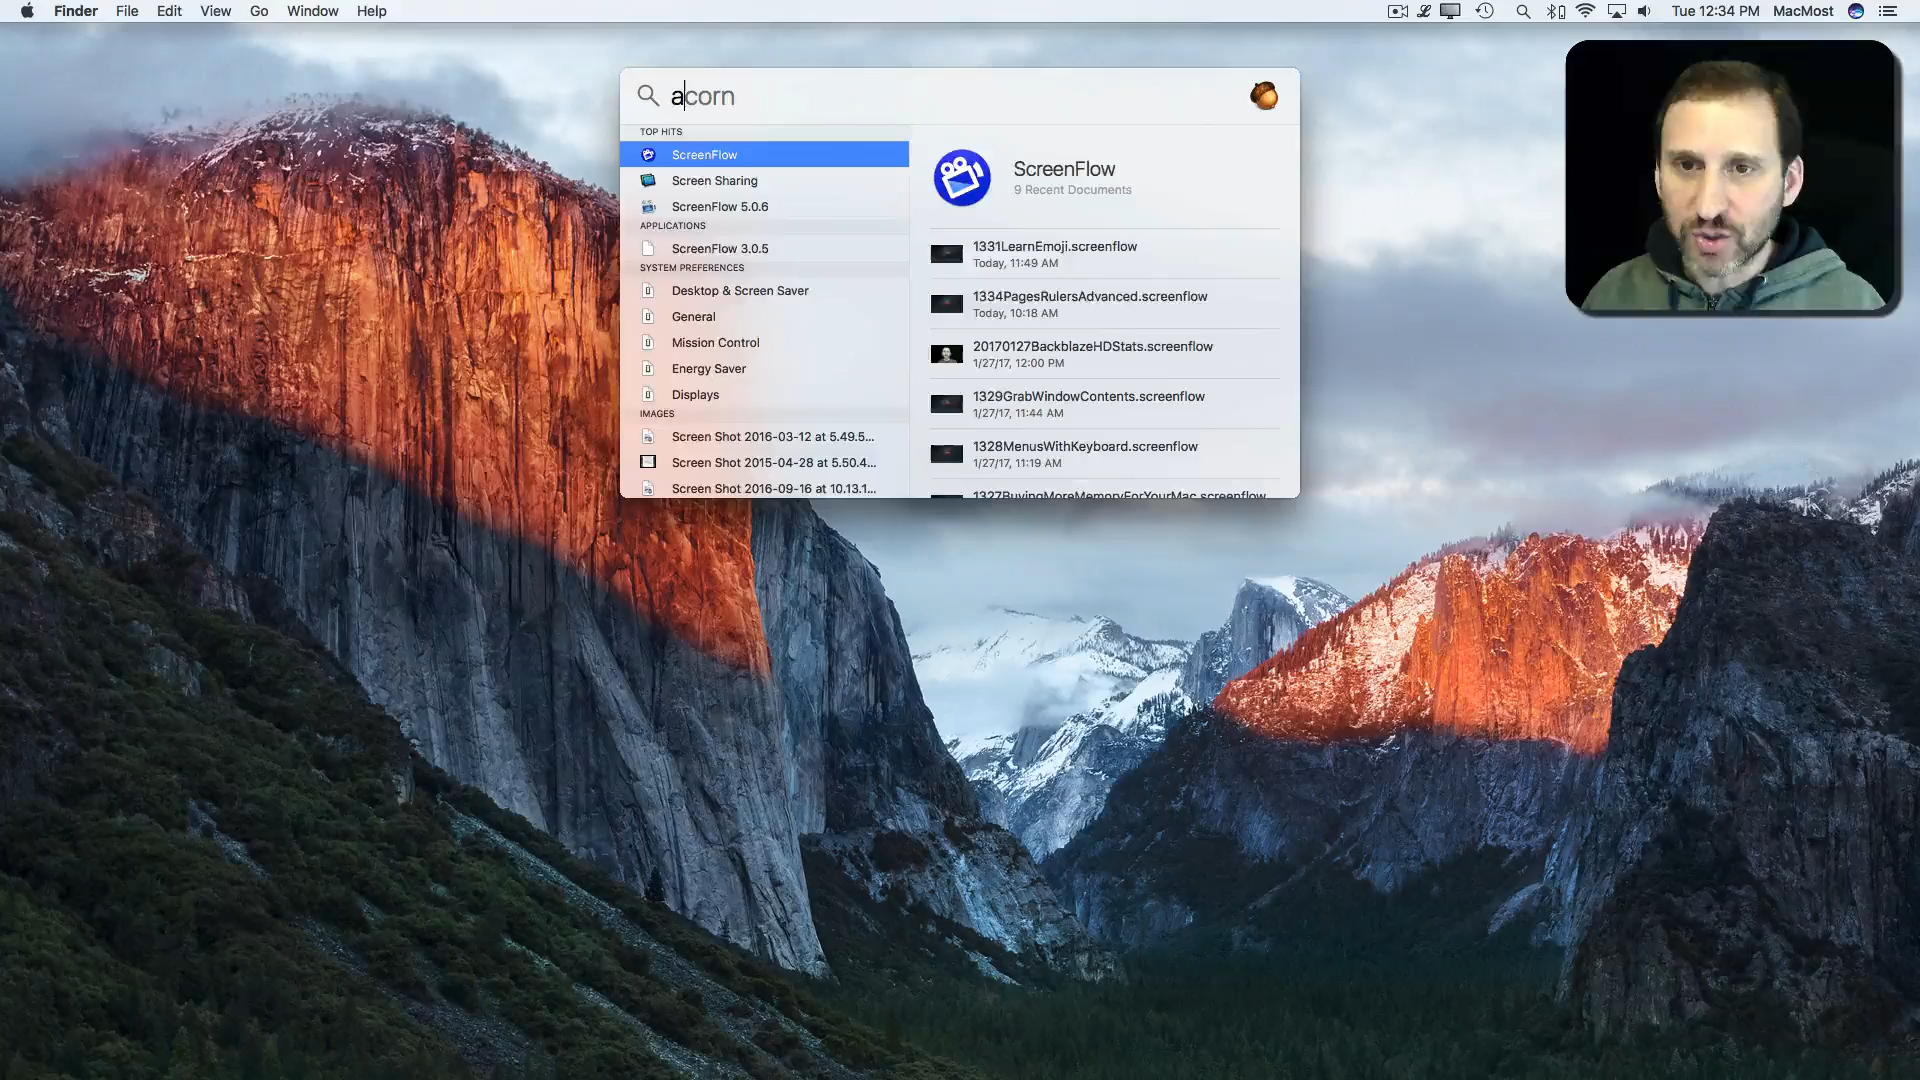 Finder File Edit View Go Window Help Tue 12:34 PM MacMost
acorn
TOP HITS
ScreenFlow
Screen Sharing
ScreenFlow 5.0.6
APPLICATIONS
ScreenFlow 3.0.5
SYSTEM PREFERENCES
Desktop & Screen Saver
General
Mission Control
Energy Saver
Displays
IMAGES
Screen Shot 2016-03-12 at 5.49.5...
Screen Shot 2015-04-28 at 5.50.4...
Screen Shot 2016-09-16 at 10.13.1...
ScreenFlow
9 Recent Documents
1331LearnEmoji.screenflow
Today, 11:49 AM
1334PagesRulersAdvanced.screenflow
Today, 10:18 AM
20170127BackblazeHDStats.screenflow
1/27/17, 12:00 PM
1329GrabWindowContents.screenflow
1/27/17, 11:44 AM
1328MenusWithKeyboard.screenflow
1/27/17, 11:19 AM
1327BuyingMoreMemoryForYourMac.screenflow